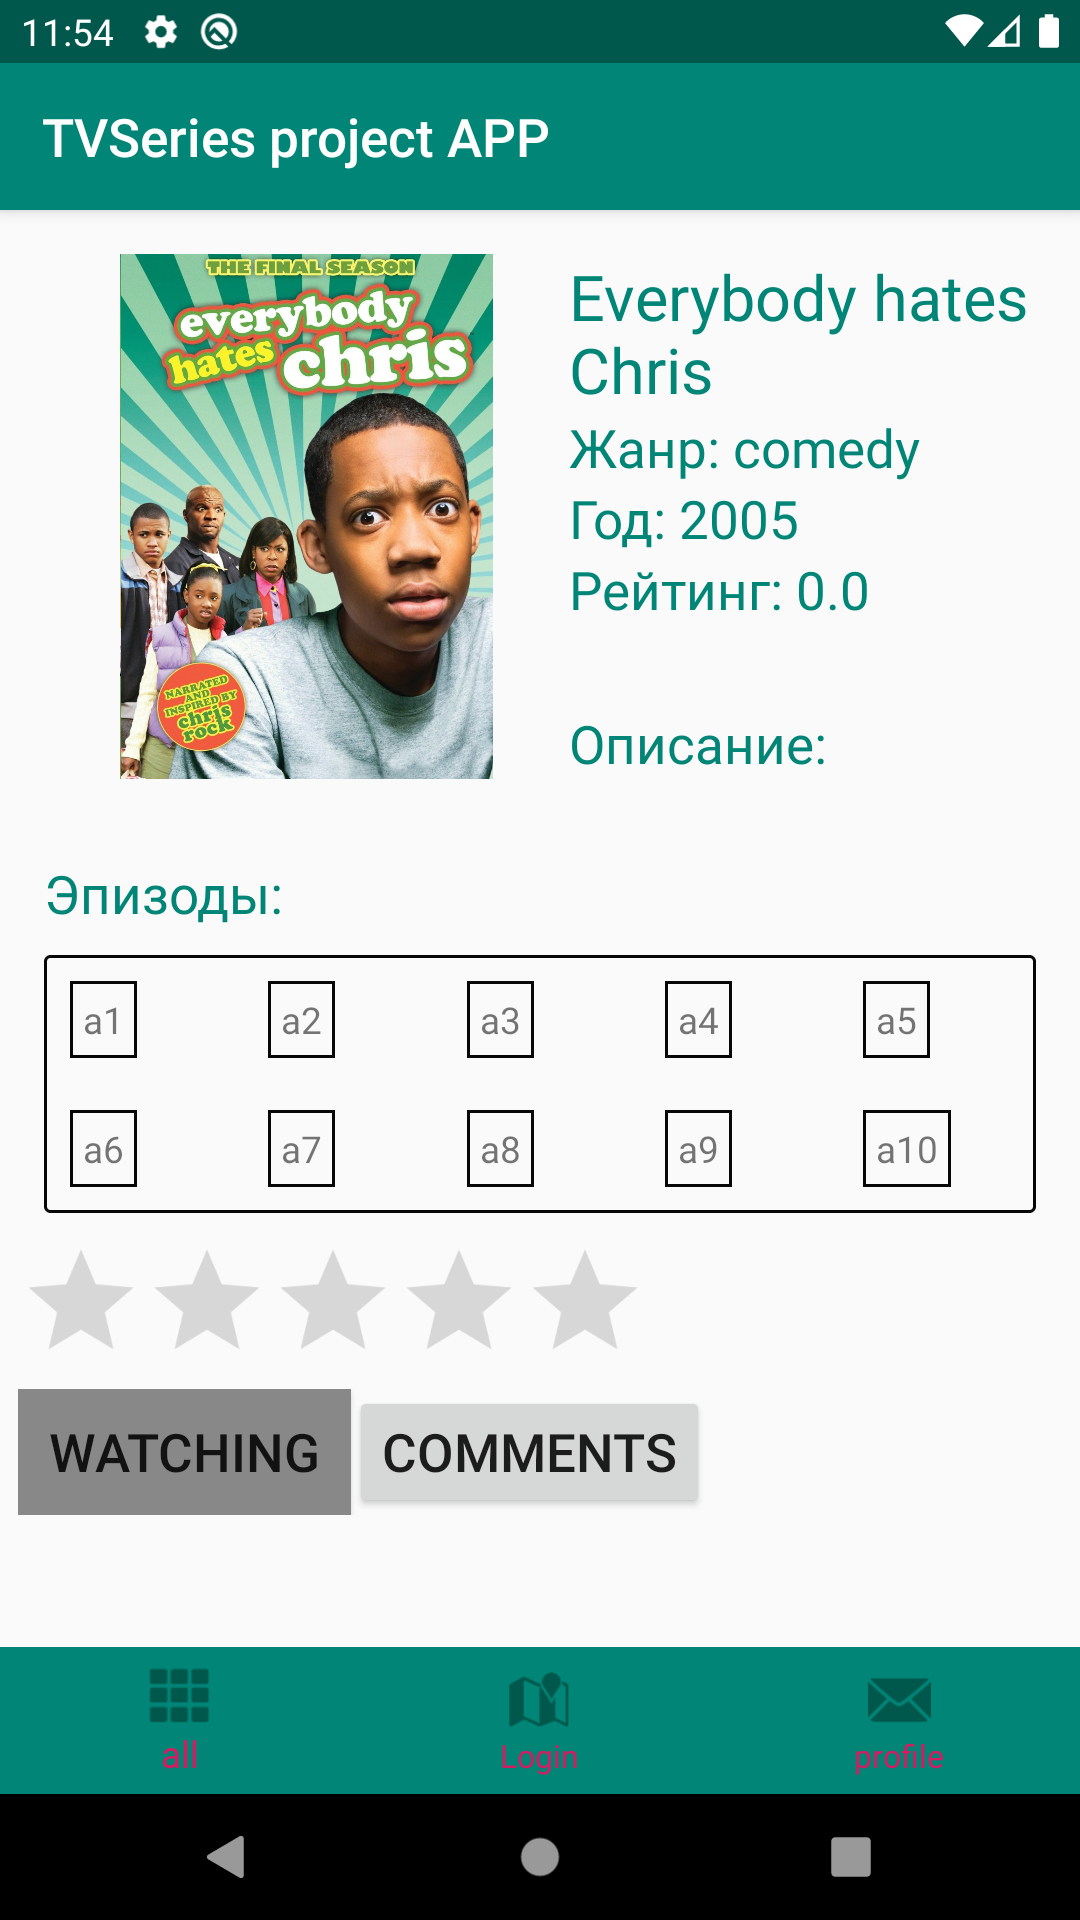 11:54
TVSeries project APP
THE FINAL SEASON
everybody
hates chris
NARRATED
AND
INSPIRED BY
chris
rock
Everybody hates
Chris
Жанр: comedy
Год: 2005
Рейтинг: 0.0
Описание:
Эпизоды:
a1 a2 a3 a4 a5
a6 a7 a8 a9 a10
WATCHING COMMENTS
all Login profile